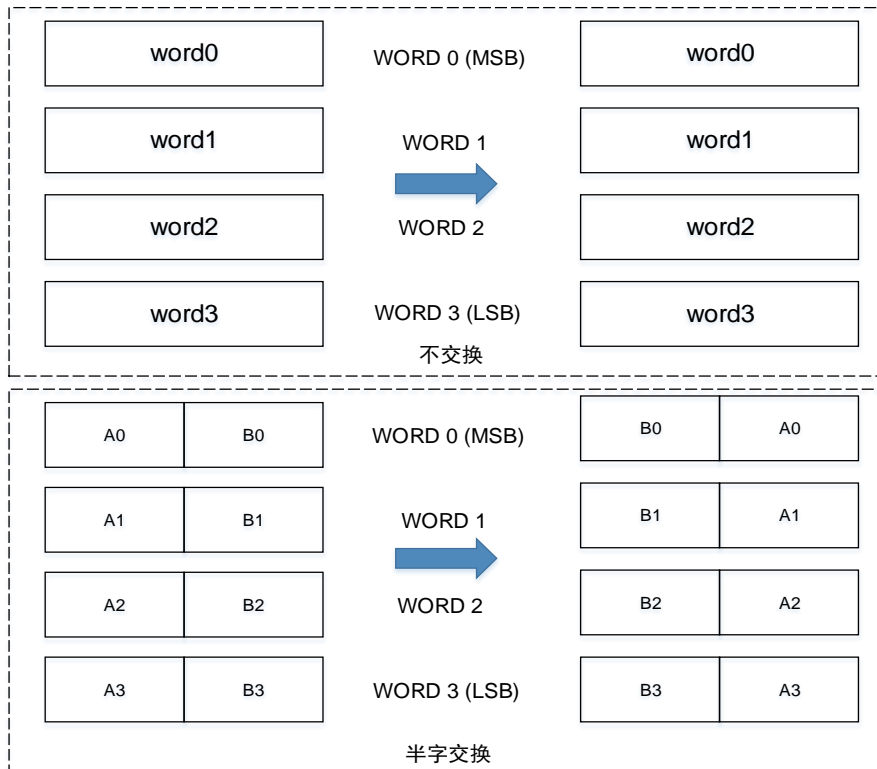 word0 WORD 0 (MSB) word0
word1 WORD 1 word1
word2 WORD 2 word2
word3 WORD 3 (LSB) word3
不交换
A0 B0 WORD 0 (MSB) B0 A0
A1 B1 WORD 1 B1 A1
A2 B2 WORD 2 B2 A2
A3 B3 WORD 3 (LSB) B3 A3
半字交换